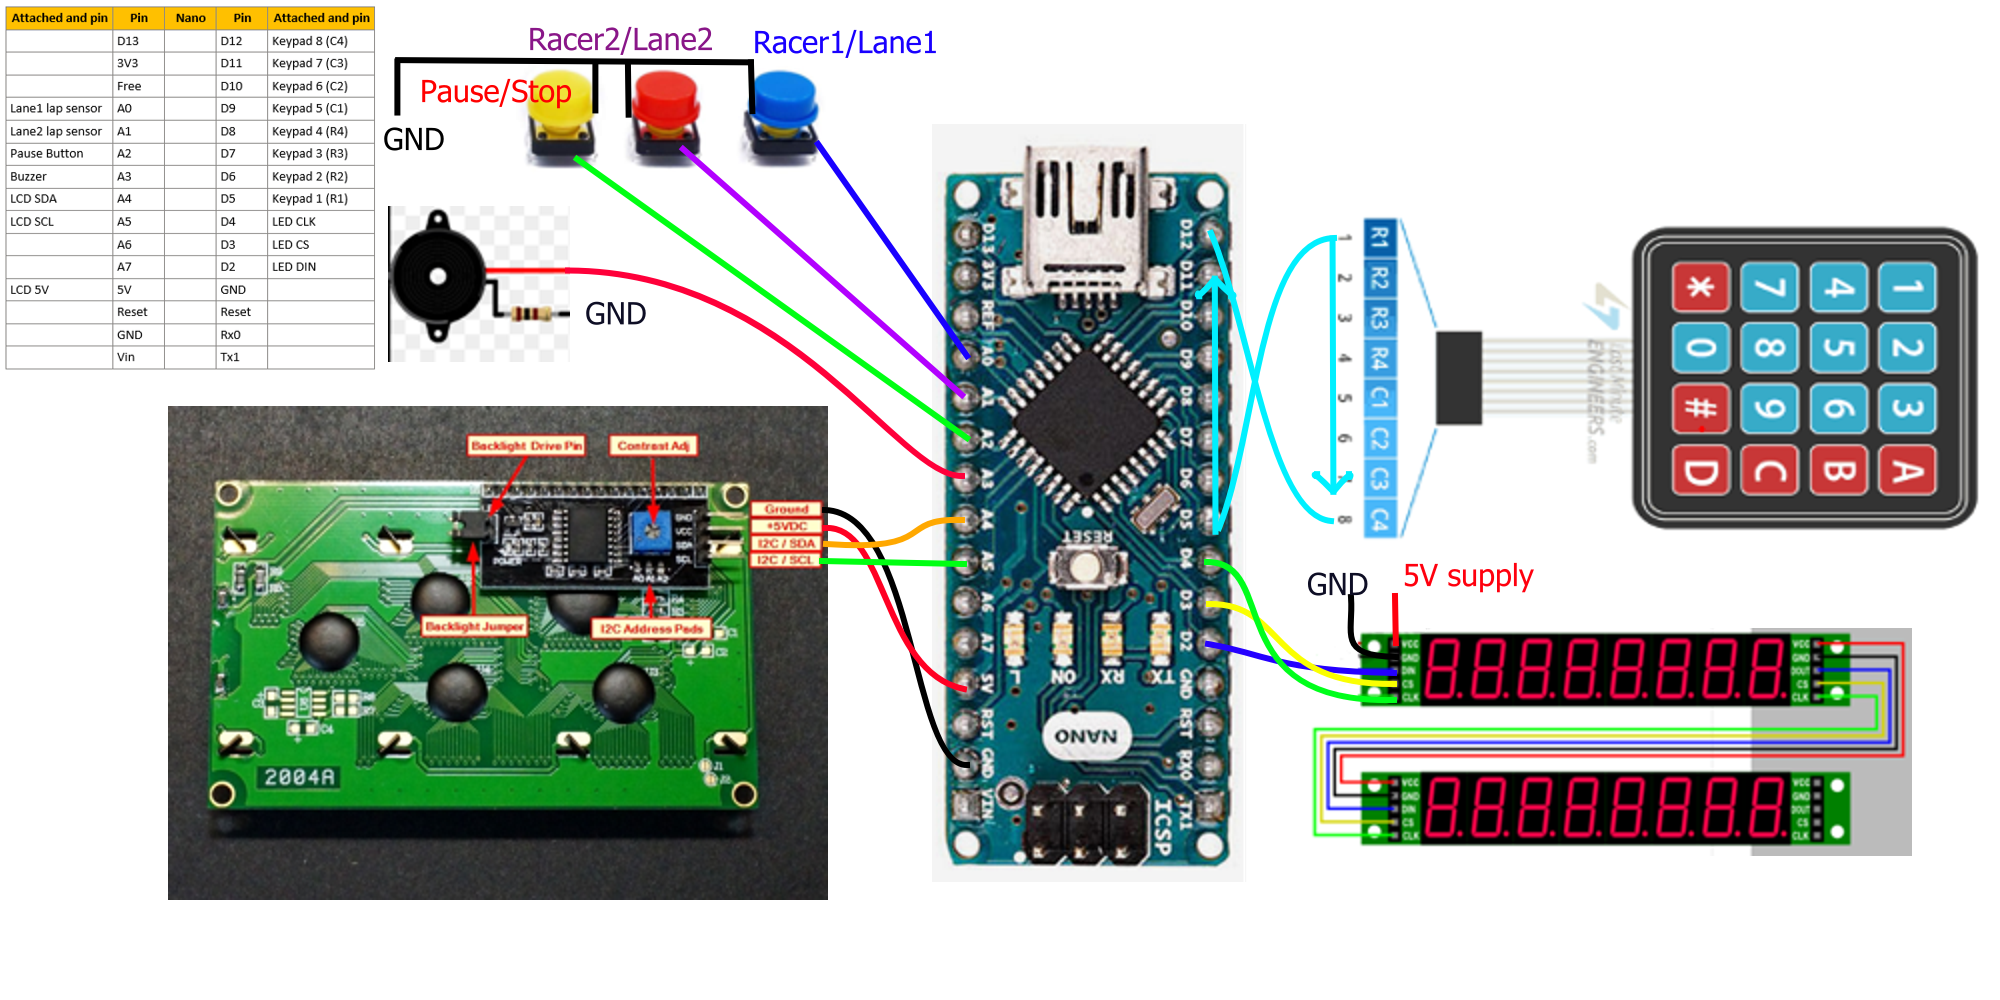 Attached and pin Pin Nano Pin Attached and pin
D13 D12 Keypad 8 (C4)
3V3 D11 Keypad 7 (C3)
Free D10 Keypad 6 (C2)
Lane1 lap sensor A0 D9 Keypad 5 (C1)
Lane2 lap sensor A1 D8 Keypad 4 (R4)
Pause Button A2 D7 Keypad 3 (R3)
Buzzer A3 D6 Keypad 2 (R2)
LCD SDA A4 D5 Keypad 1 (R1)
LCD SCL A5 D4 LED CLK
A6 D3 LED CS
A7 D2 LED DIN
LCD 5V 5V GND
Reset Reset
GND Rx0
Vin Tx1
Racer2/Lane2
Racer1/Lane1
Pause/Stop
GND
GND
Backlight Drive Pin
Contrast Adj
Ground
+5VDC
I2C / SDA
I2C / SCL
GND
VCC
SDA
SCL
POWER
A0 A1 A2
Backlight Jumper
I2C Address Pads
2004A
J1
C6
D13
3V3
REF
A0
A1
A2
A3
A4
A5
A6
A7
5V
RST
GND
VIN
D12
D11
D10
D9
D8
D7
D6
D5
D4
D3
D2
GND
RST
RX0
TX1
RESET
L
ON
RX
TX
NANO
ICSP
1
2
3
4
5
6
8
R1
R2
R3
R4
C1
C2
C3
C4
Last Minute
ENGINEERS.com
* 7 4 1
0 8 5 2
# 9 6 3
D C B A
GND
5V supply
VCC
GND
DIN
CS
CLK
VCC
GND
DOUT
CS
CLK
VCC
GND
DIN
CS
CLK
VCC
GND
DOUT
CS
CLK